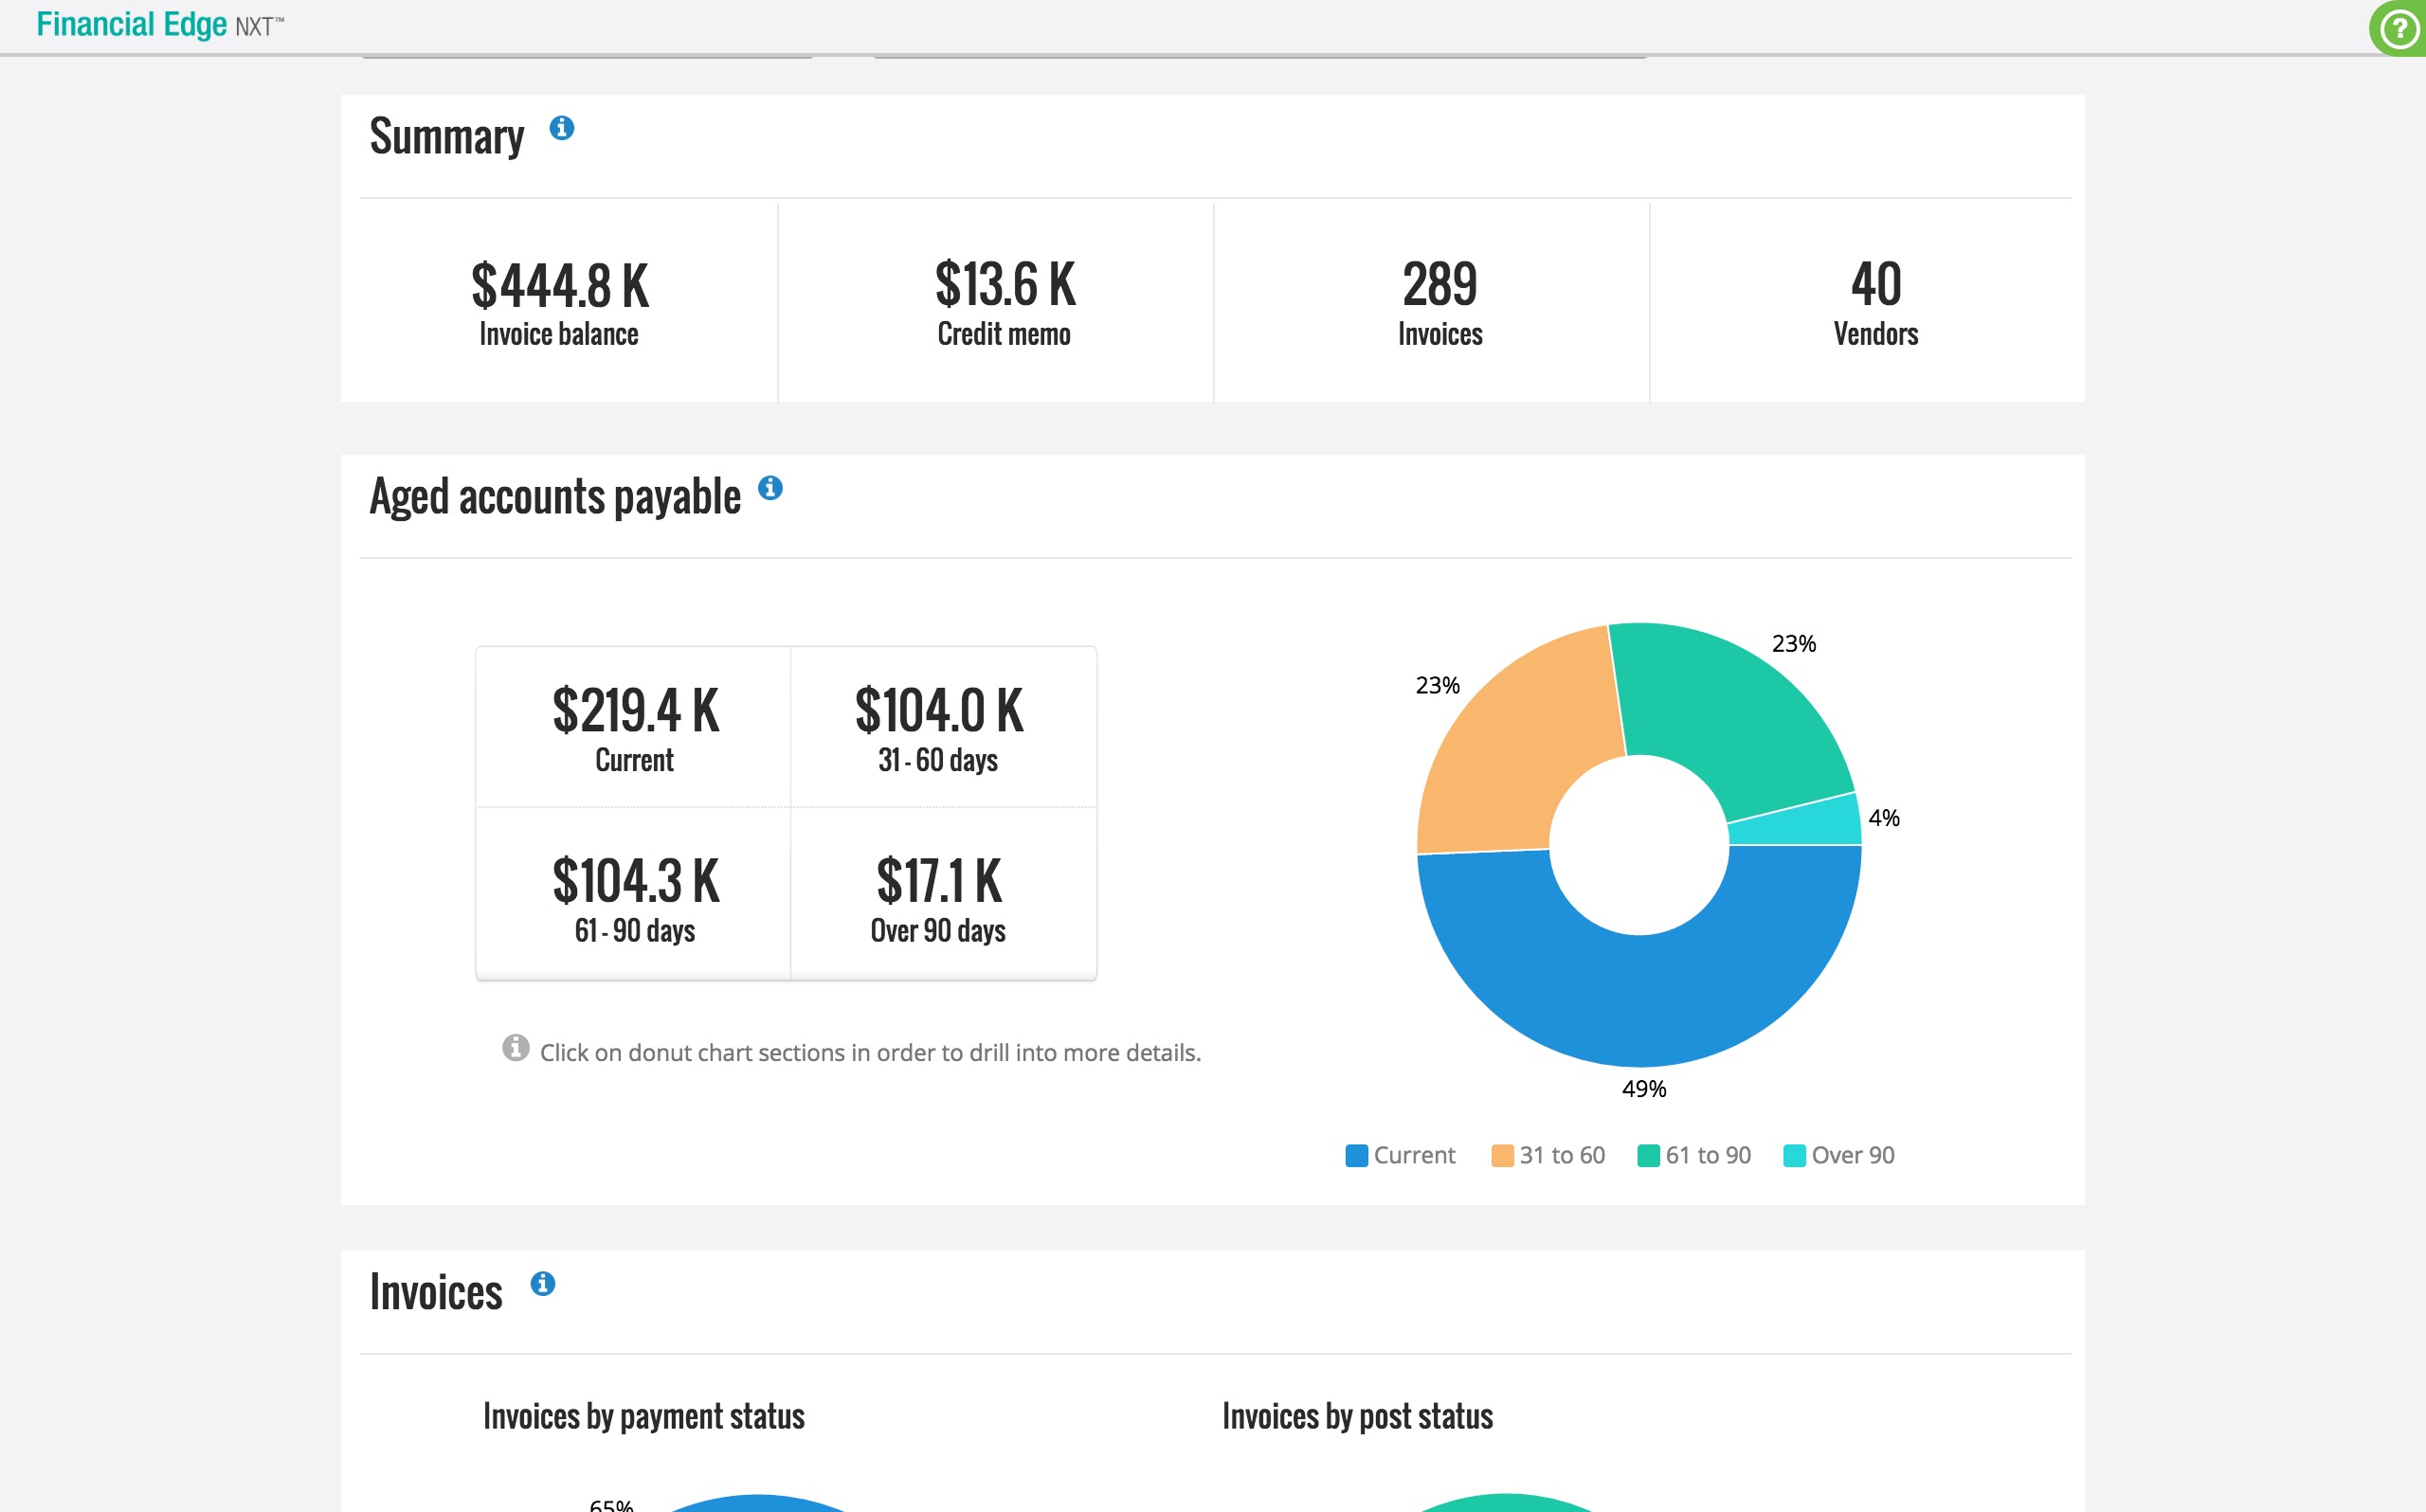 Financial Edge NXT™
Summary
$444.8 K
Invoice balance
$13.6 K
Credit memo
289
Invoices
40
Vendors
Aged accounts payable
$219.4 K
Current
$104.0 K
31 - 60 days
$104.3 K
61 - 90 days
$17.1 K
Over 90 days
Click on donut chart sections in order to drill into more details.
23%
23%
4%
49%
Current
31 to 60
61 to 90
Over 90
Invoices
Invoices by payment status
65%
Invoices by post status